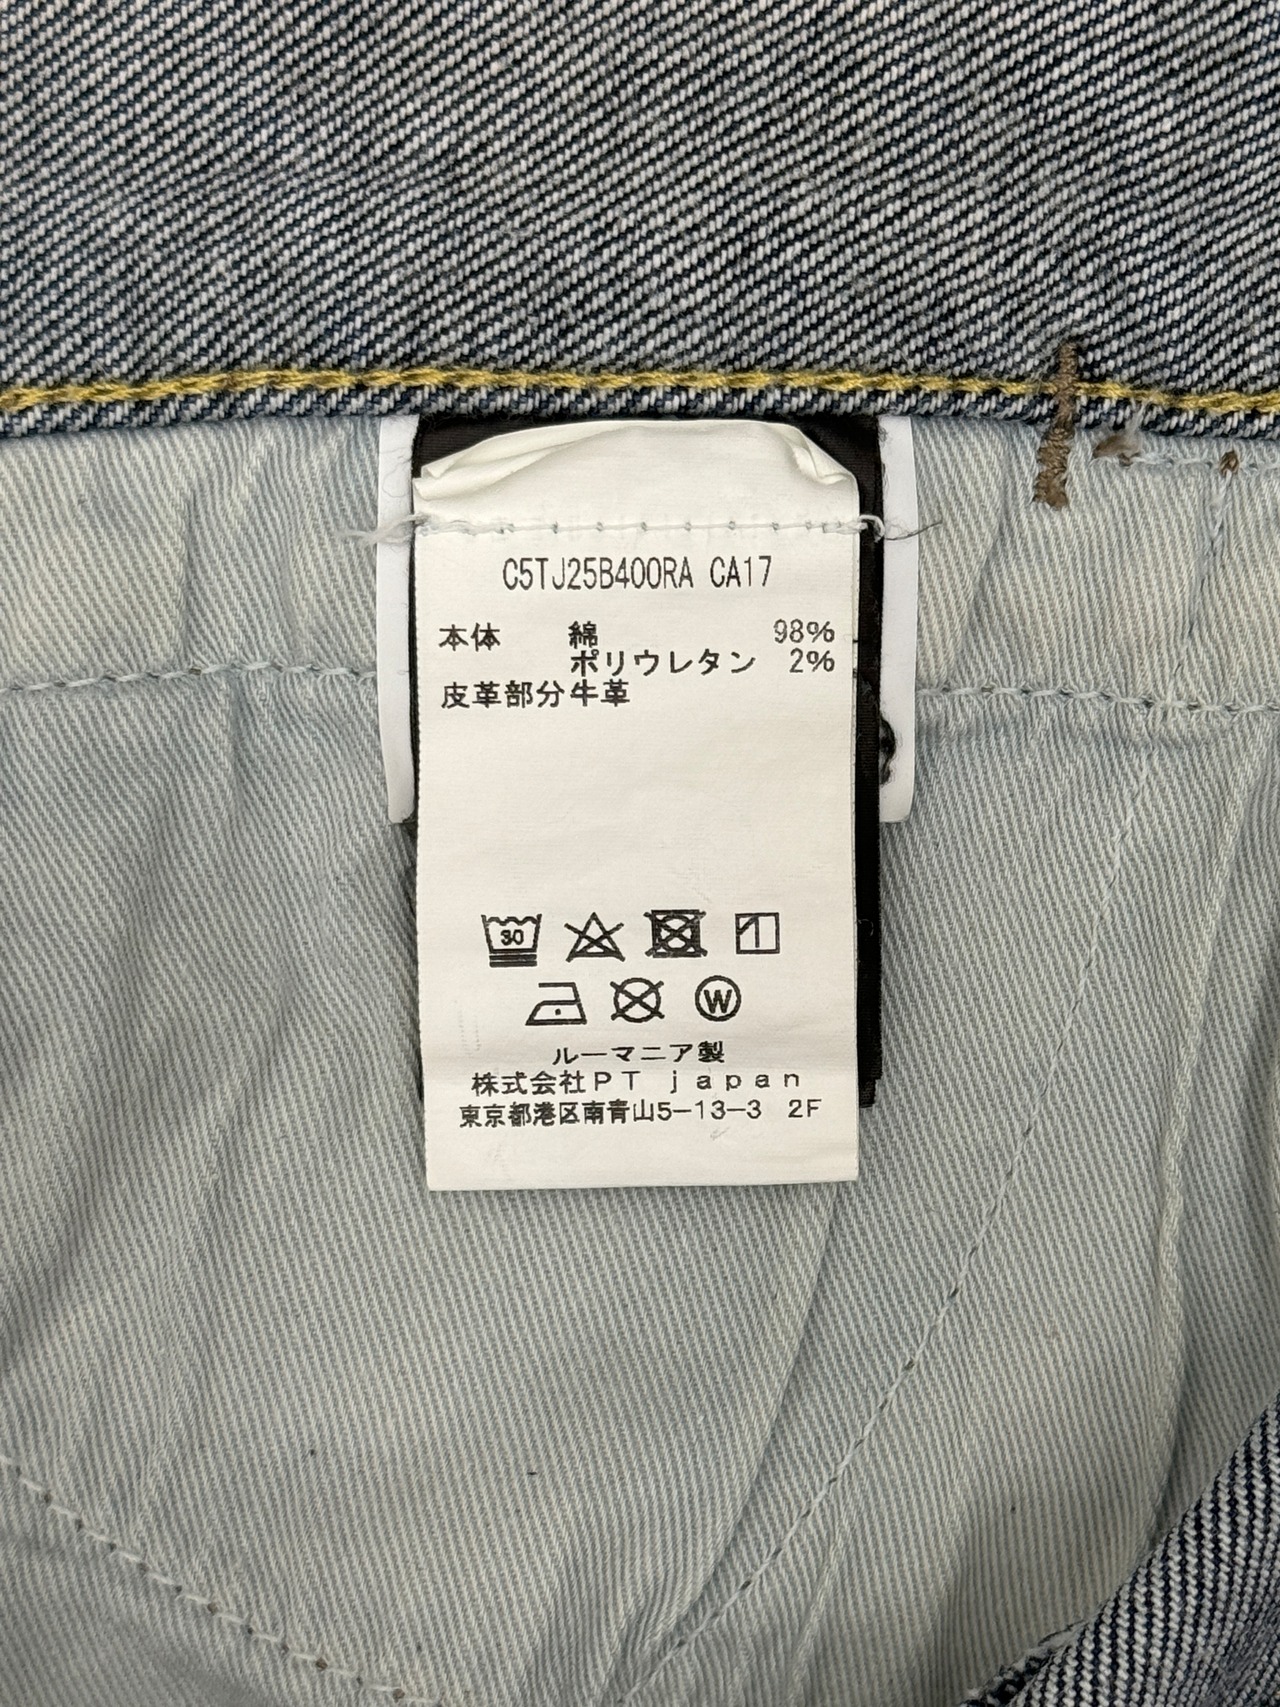 C5TJ25B400RA CA17
本体 綿 98%
ポリウレタン 2%
皮革部分牛革
30
W
ルーマニア製
株式会社PT japan
東京都港区南青山5-13-3 2F